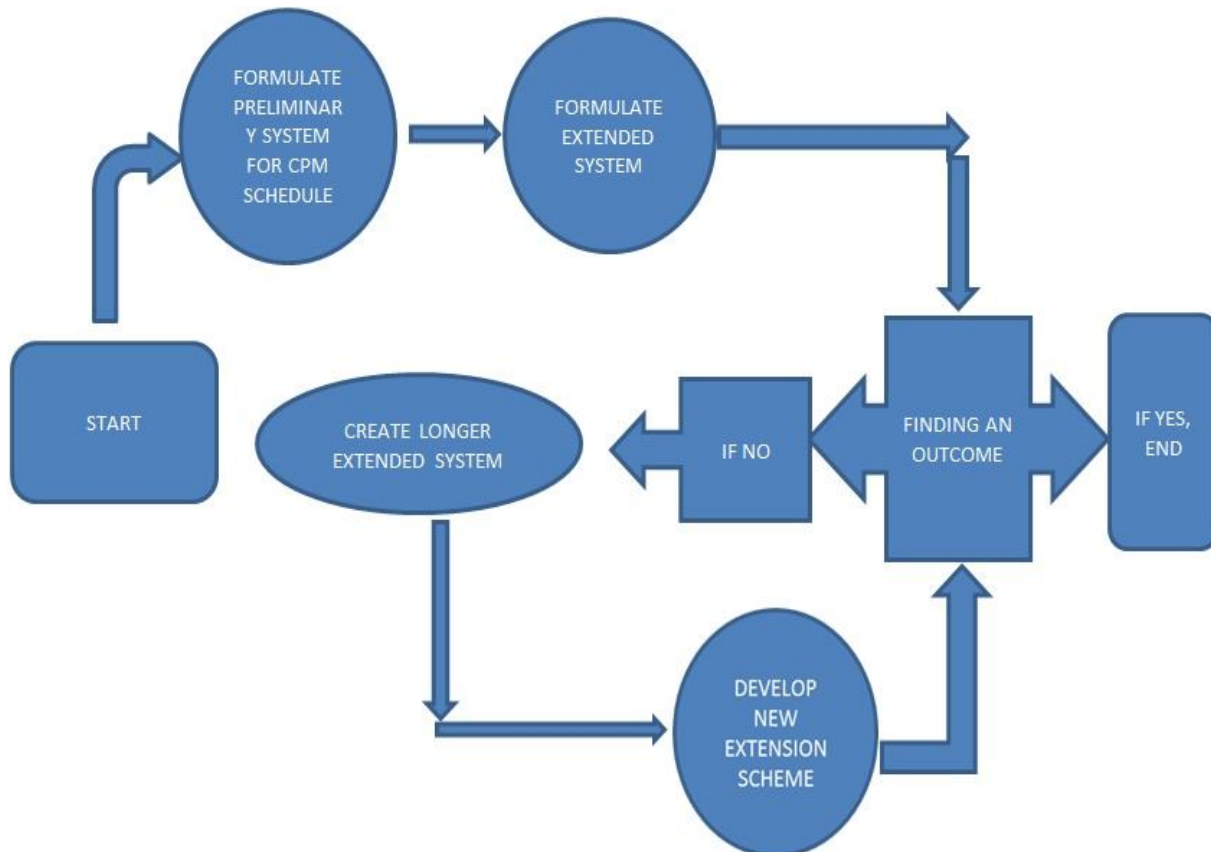 FORMULATE
PRELIMINAR
Y SYSTEM
FOR CPM
SCHEDULE
FORMULATE
EXTENDED
SYSTEM
START
CREATE LONGER
EXTENDED SYSTEM
IF NO
FINDING AN
OUTCOME
IF YES,
END
DEVELOP
NEW
EXTENSION
SCHEME